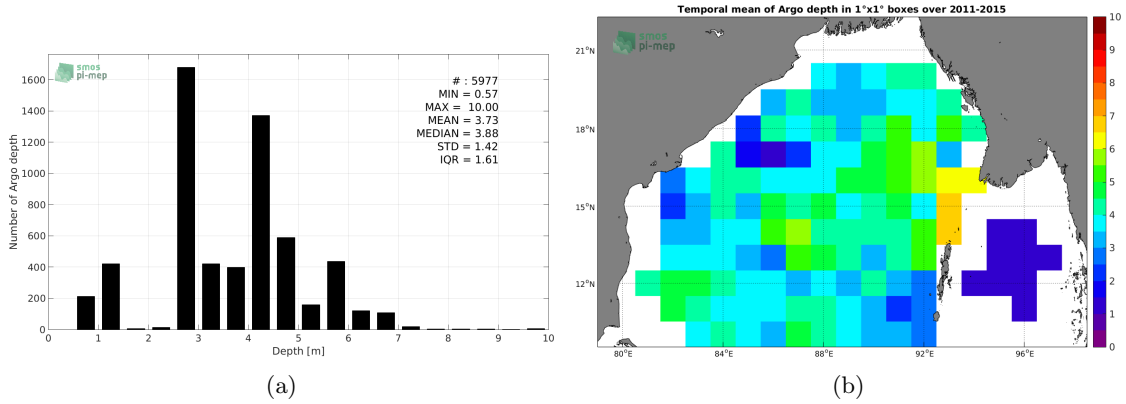 smos
pi-mep
# : 5977
MIN = 0.57
MAX = 10.00
MEAN = 3.73
MEDIAN = 3.88
STD = 1.42
IQR = 1.61
Number of Argo depth
1600
1400
1200
1000
800
600
400
200
0
0 1 2 3 4 5 6 7 8 9 10
Depth [m]
(a)
Temporal mean of Argo depth in 1°x1° boxes over 2011-2015
smos
pi-mep
21°N
18°N
15°N
12°N
80°E 84°E 88°E 92°E 96°E
10
9
8
7
6
5
4
3
2
1
0
(b)